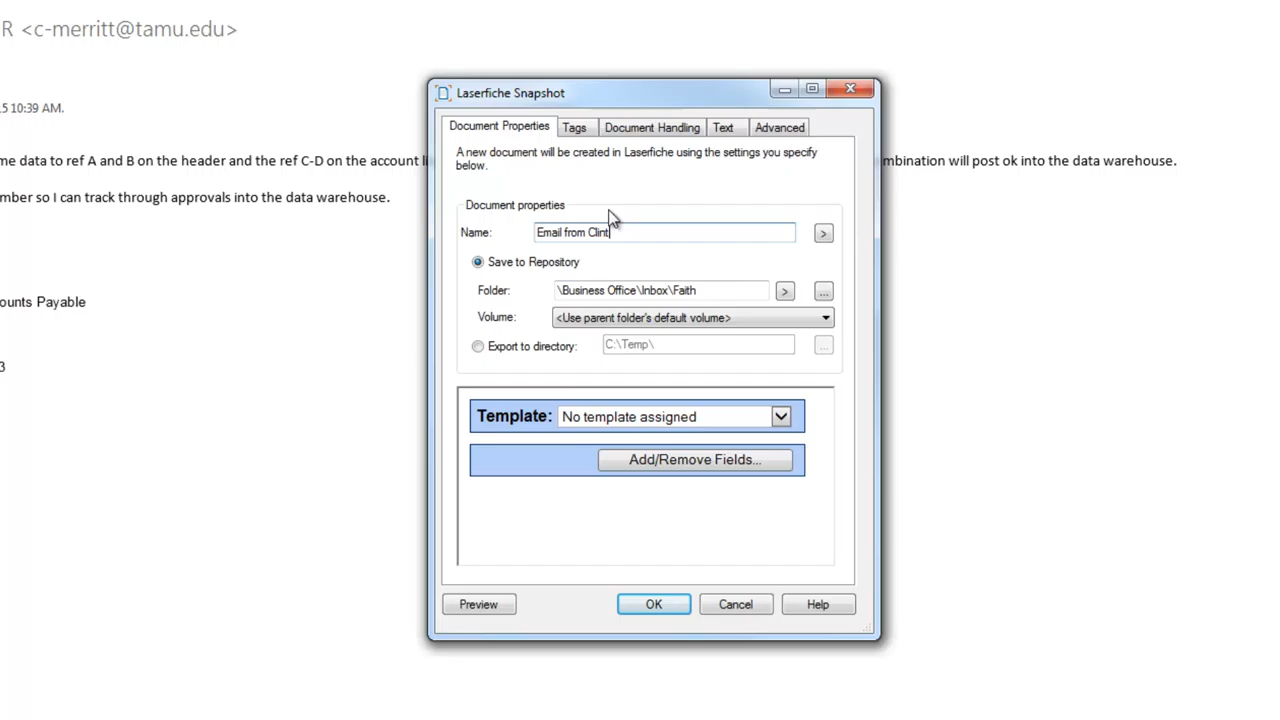 R <c-merritt@tamu.edu>
Laserfiche Snapshot
5 10:39 AM.
Document Properties Tags Document Handling Text Advanced
A new document will be created in Laserfiche using the settings you specify
below.
me data to ref A and B on the header and the ref C-D on the account li
mbination will post ok into the data warehouse.
mber so I can track through approvals into the data warehouse.
Document properties
Name: Email from Clint >
Save to Repository
Folder: \Business Office\Inbox\Faith > ...
Volume: <Use parent folder's default volume>
ounts Payable
Export to directory: C:\Temp\ ...
3
Template: No template assigned
Add/Remove Fields...
Preview OK Cancel Help